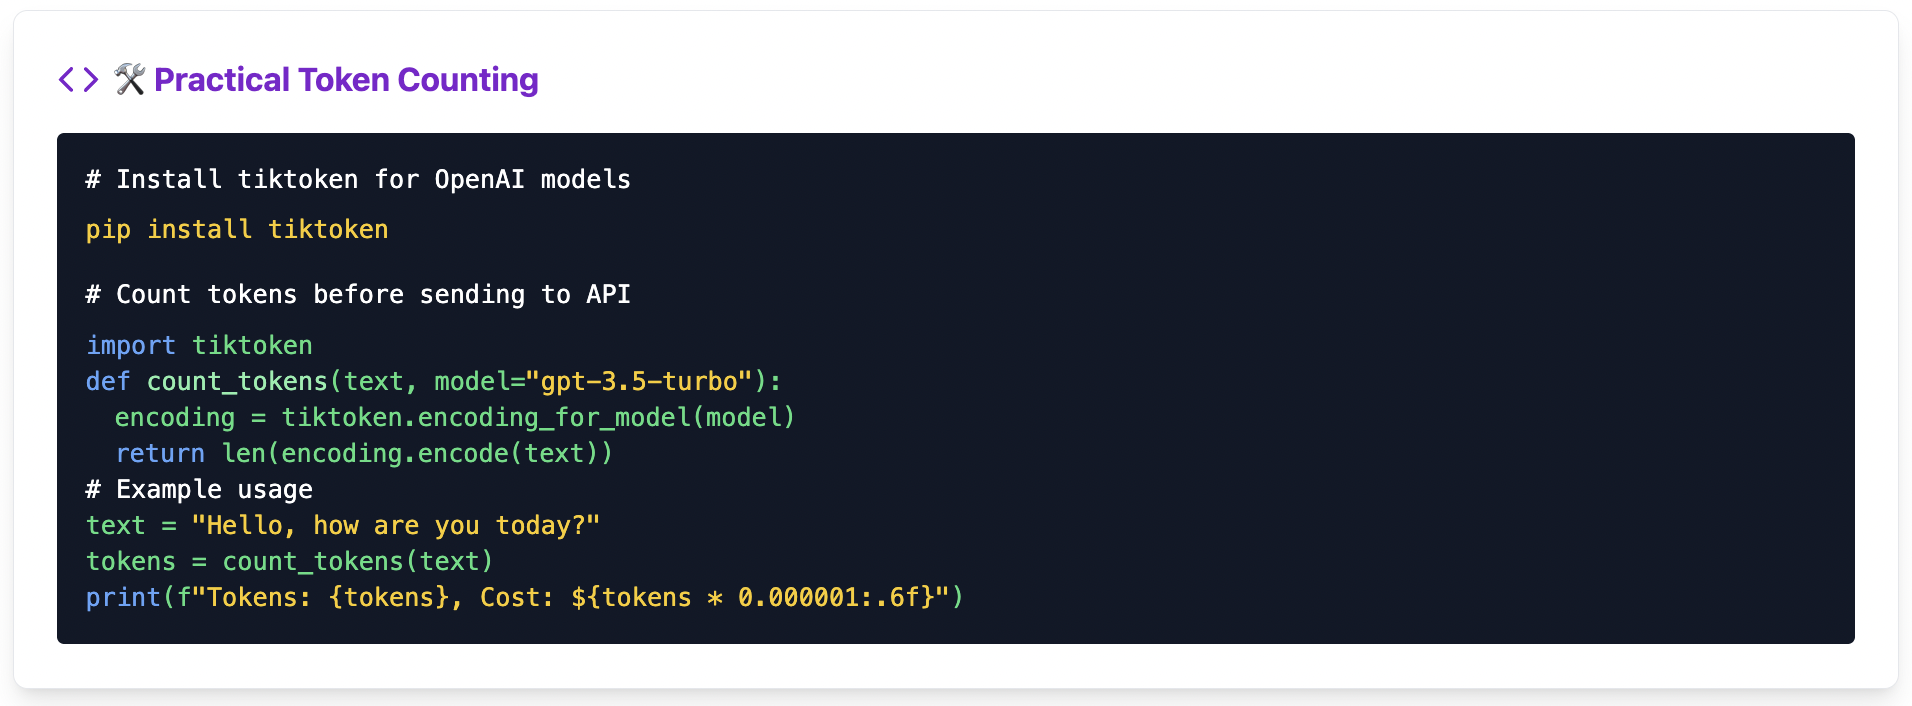 <> 🛠️ Practical Token Counting
# Install tiktoken for OpenAI models
pip install tiktoken
# Count tokens before sending to API
import tiktoken
def count_tokens(text, model="gpt-3.5-turbo"):
  encoding = tiktoken.encoding_for_model(model)
  return len(encoding.encode(text))
# Example usage
text = "Hello, how are you today?"
tokens = count_tokens(text)
print(f"Tokens: {tokens}, Cost: ${tokens * 0.000001:.6f}")